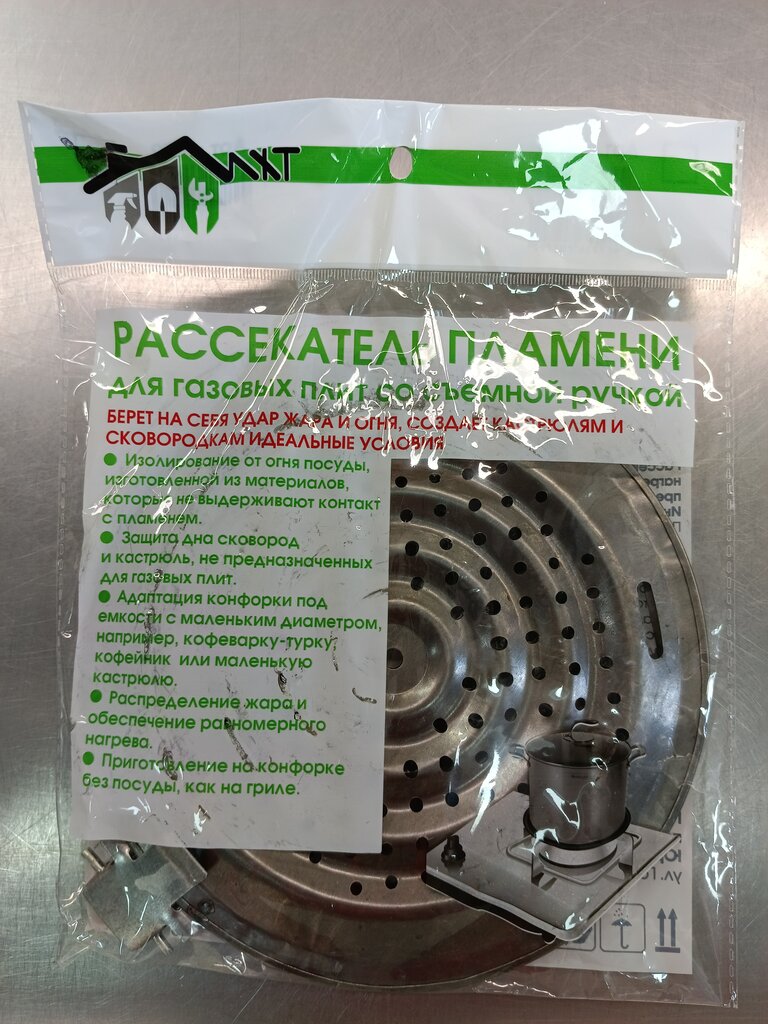 МХТ
РАССЕКАТЕЛЬ ПЛАМЕНИ
для газовых плит со съемной ручкой
БЕРЕТ НА СЕБЯ УДАР ЖАРА И ОГНЯ, СОЗДАЕТ КАСТРЮЛЯМ И
СКОВОРОДКАМ ИДЕАЛЬНЫЕ УСЛОВИЯ
● Изолирование от огня посуды,
изготовленной из материалов,
которые не выдерживают контакт
с пламенем.
● Защита дна сковород
и кастрюль, не предназначенных
для газовых плит.
● Адаптация конфорки под
емкости с маленьким диаметром,
например, кофеварку-турку,
кофейник или маленькую
кастрюлю.
● Распределение жара и
обеспечение равномерного
нагрева.
● Приготовление на конфорке
без посуды, как на гриле.